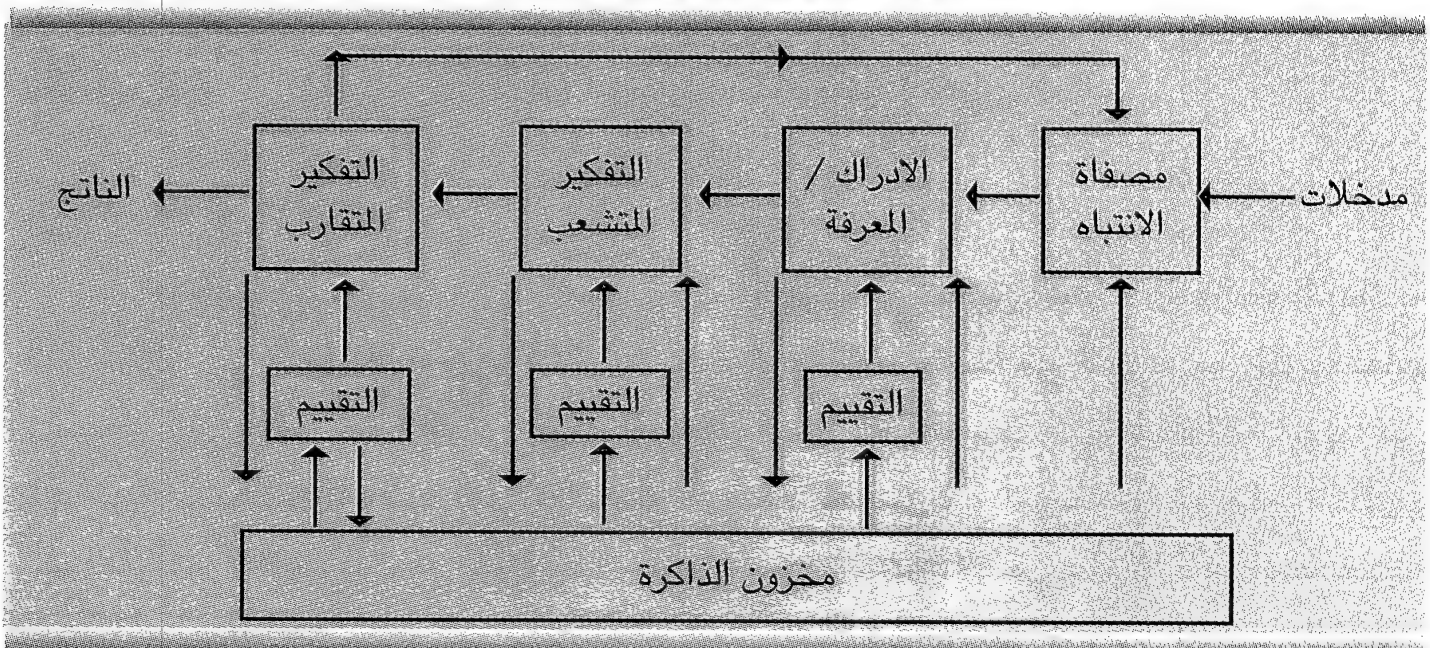 مدخلات
مصفاة
الانتباه
الادراك /
المعرفة
التفكير
المتشعب
التفكير
المتقارب
الناتج
التقييم
التقييم
التقييم
مخزون الذاكرة